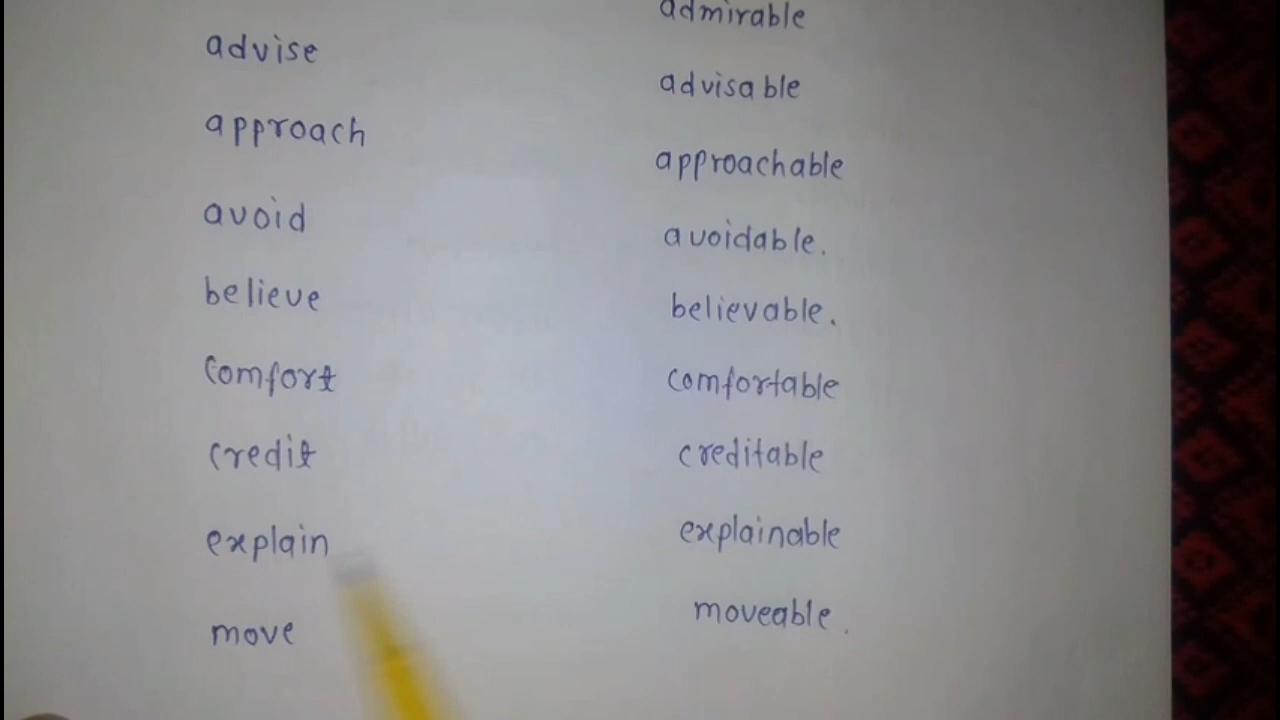 admirable
advise
advisable
approach
approachable
avoid
avoidable.
believe
believable.
comfort
comfortable
credit
creditable
explain
explainable
move
moveable.